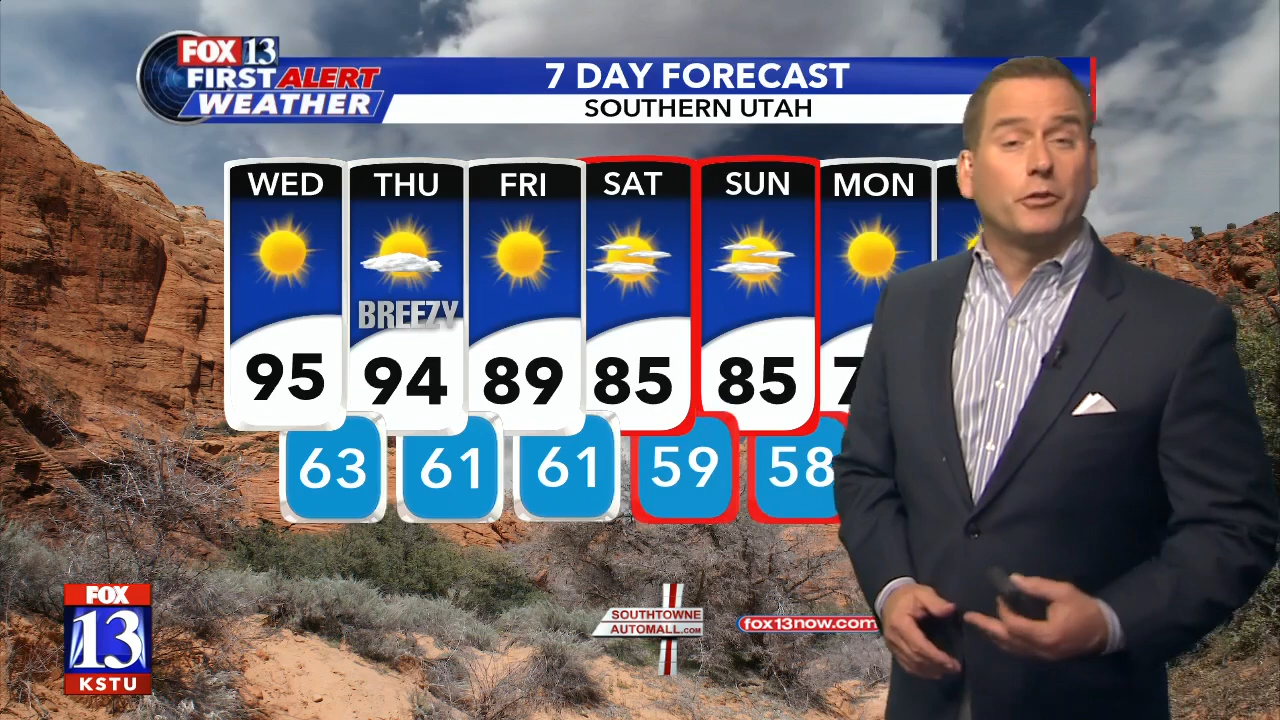 FOX 13
FIRST ALERT
WEATHER
7 DAY FORECAST
SOUTHERN UTAH
WED THU FRI SAT SUN MON
BREEZY
95 94 89 85 85 7
63 61 61 59 58
SOUTHTOWNE
AUTOMALL.COM
fox13now.com
FOX
13
KSTU